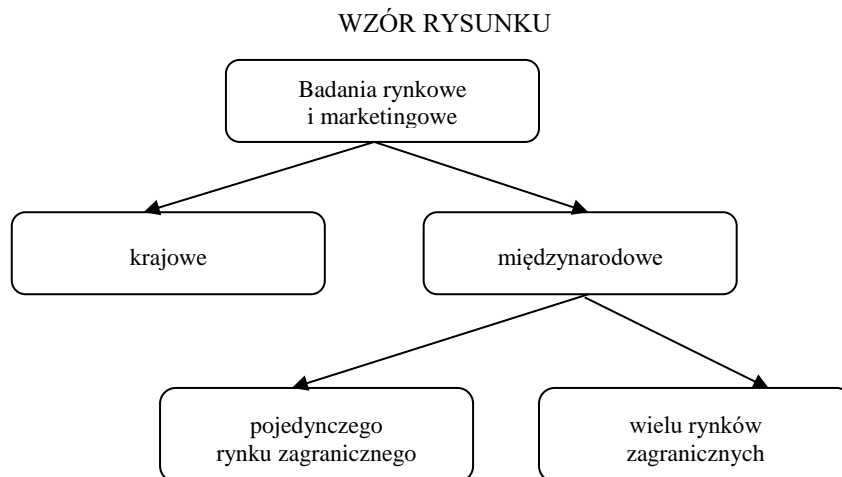 WZÓR RYSUNKU
Badania rynkowe
i marketingowe
krajowe
międzynarodowe
pojedynczego
rynku zagranicznego
wielu rynków
zagranicznych